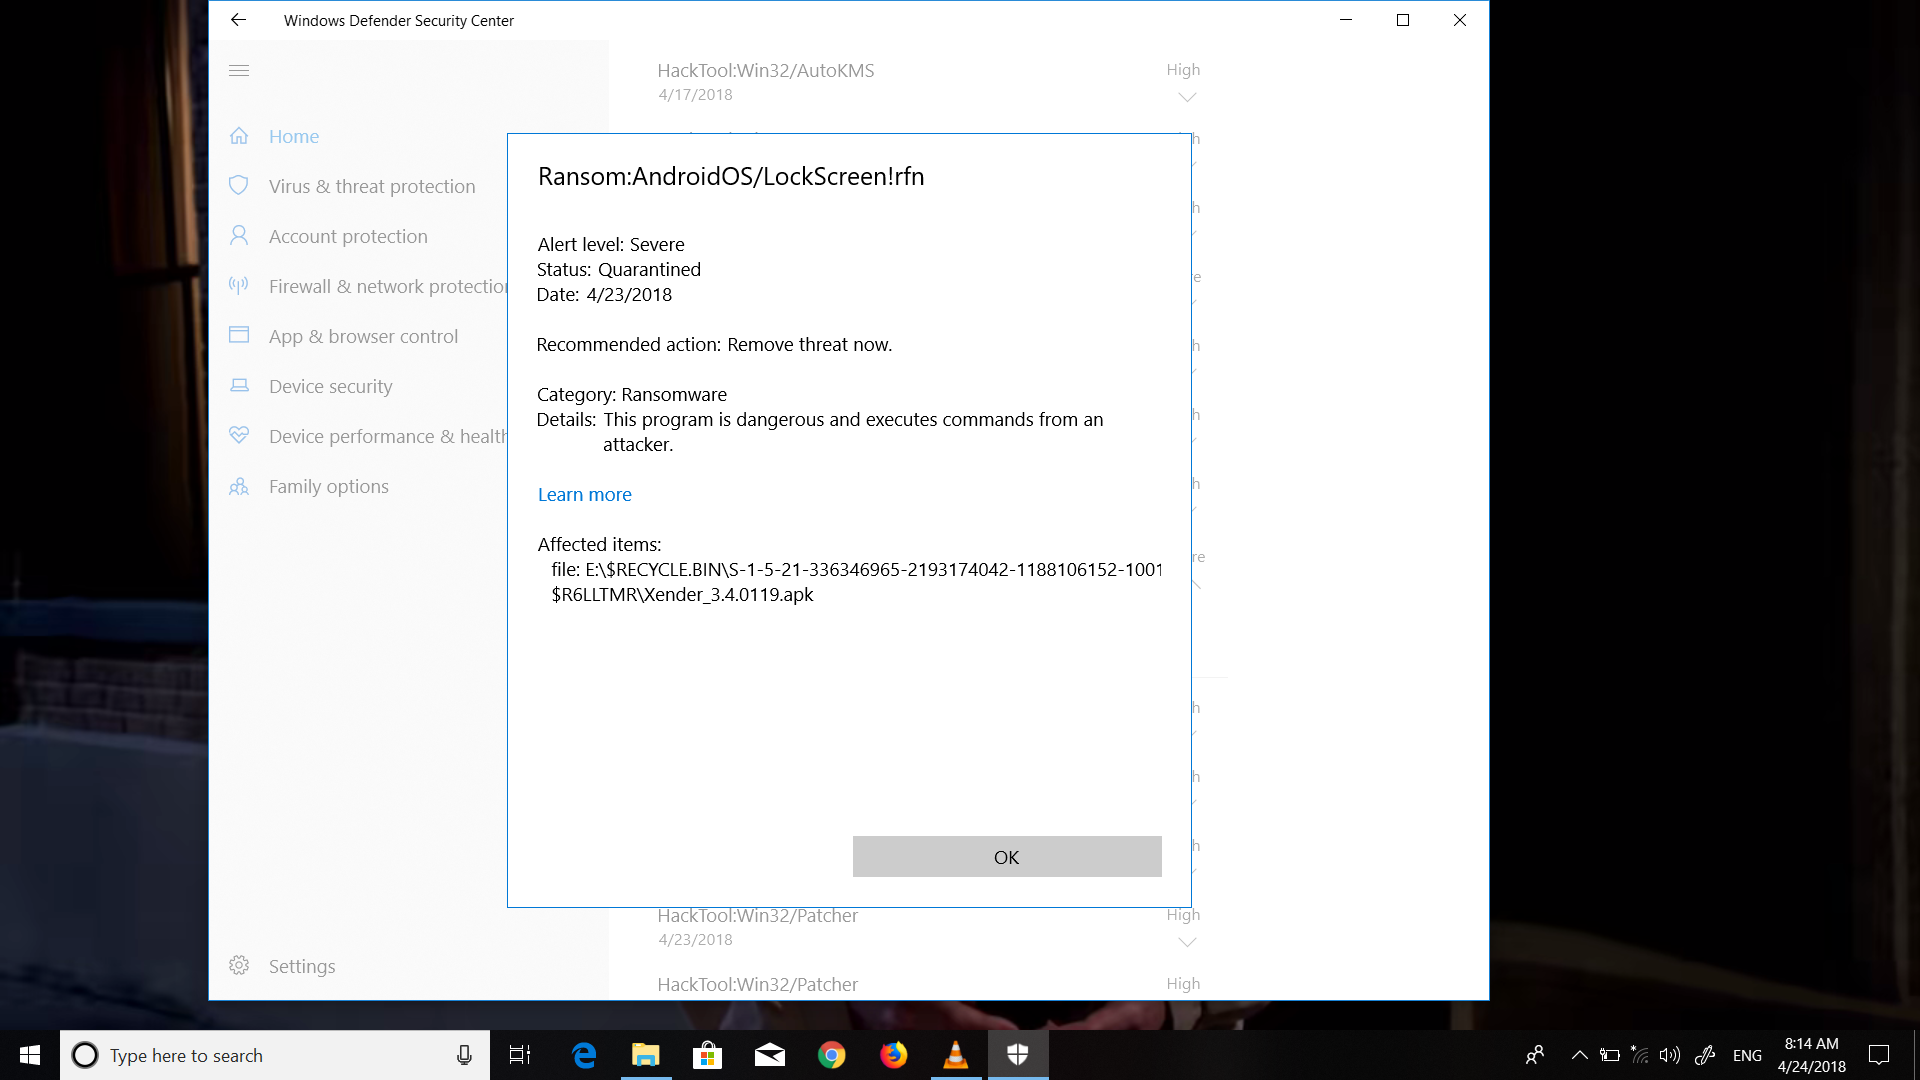 Windows Defender Security Center
HackTool:Win32/AutoKMS
High
4/17/2018
Home
Virus & threat protection
Account protection
Firewall & network protection
App & browser control
Device security
Device performance & health
Family options
Settings
Ransom:AndroidOS/LockScreen!rfn
Alert level: Severe
Status: Quarantined
Date: 4/23/2018
Recommended action: Remove threat now.
Category: Ransomware
Details: This program is dangerous and executes commands from an
attacker.
Learn more
Affected items:
file: E:\$RECYCLE.BIN\S-1-5-21-336346965-2193174042-1188106152-1001
$R6LLTMR\Xender_3.4.0119.apk
OK
HackTool:Win32/Patcher
High
4/23/2018
HackTool:Win32/Patcher
High
Type here to search
ENG
8:14 AM
4/24/2018